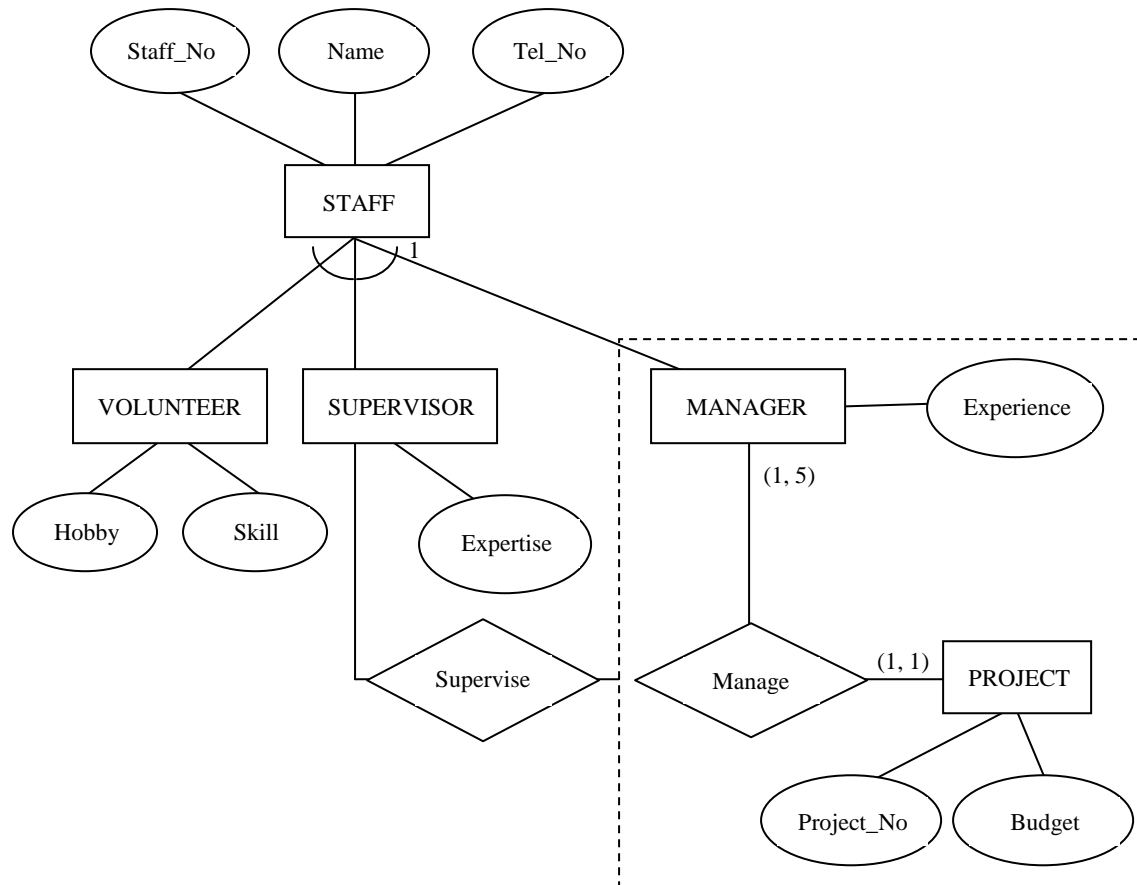 Staff_No
Name
Tel_No
STAFF
1
VOLUNTEER
SUPERVISOR
MANAGER
Experience
(1, 5)
Hobby
Skill
Expertise
Supervise
Manage
(1, 1)
PROJECT
Project_No
Budget